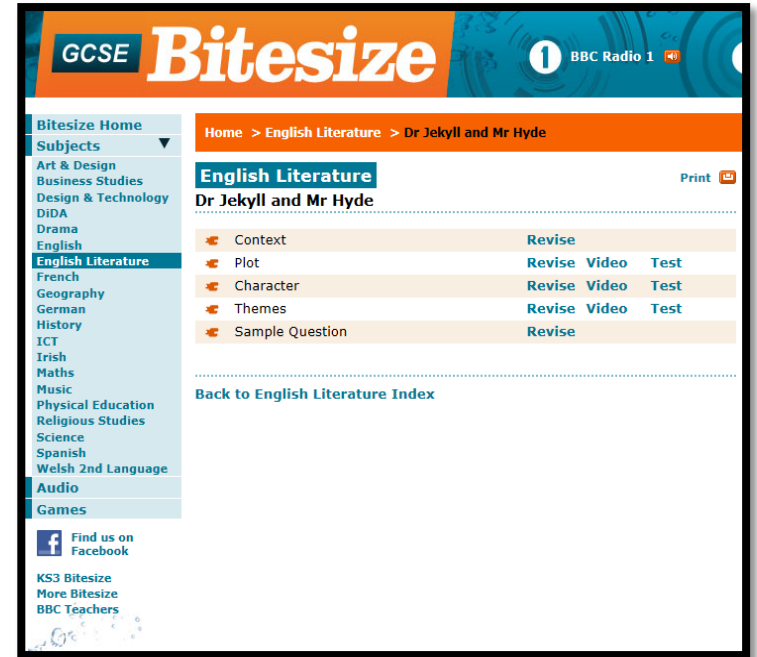 GCSE Bitesize
1 BBC Radio 1
Bitesize Home
Subjects
Art & Design
Business Studies
Design & Technology
DiDA
Drama
English
English Literature
French
Geography
German
History
ICT
Irish
Maths
Music
Physical Education
Religious Studies
Science
Spanish
Welsh 2nd Language
Audio
Games
Find us on
Facebook
KS3 Bitesize
More Bitesize
BBC Teachers
Home > English Literature > Dr Jekyll and Mr Hyde
English Literature
Print
Dr Jekyll and Mr Hyde
Context Revise
Plot Revise Video Test
Character Revise Video Test
Themes Revise Video Test
Sample Question Revise
Back to English Literature Index